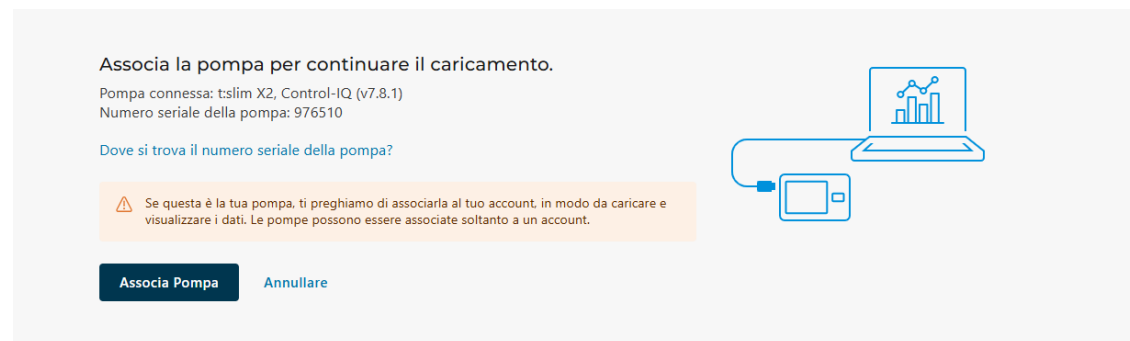 Associa la pompa per continuare il caricamento.
Pompa connessa: t:slim X2, Control-IQ (v7.8.1)
Numero seriale della pompa: 976510
Dove si trova il numero seriale della pompa?
Se questa è la tua pompa, ti preghiamo di associarla al tuo account, in modo da caricare e
visualizzare i dati. Le pompe possono essere associate soltanto a un account.
Associa Pompa
Annullare